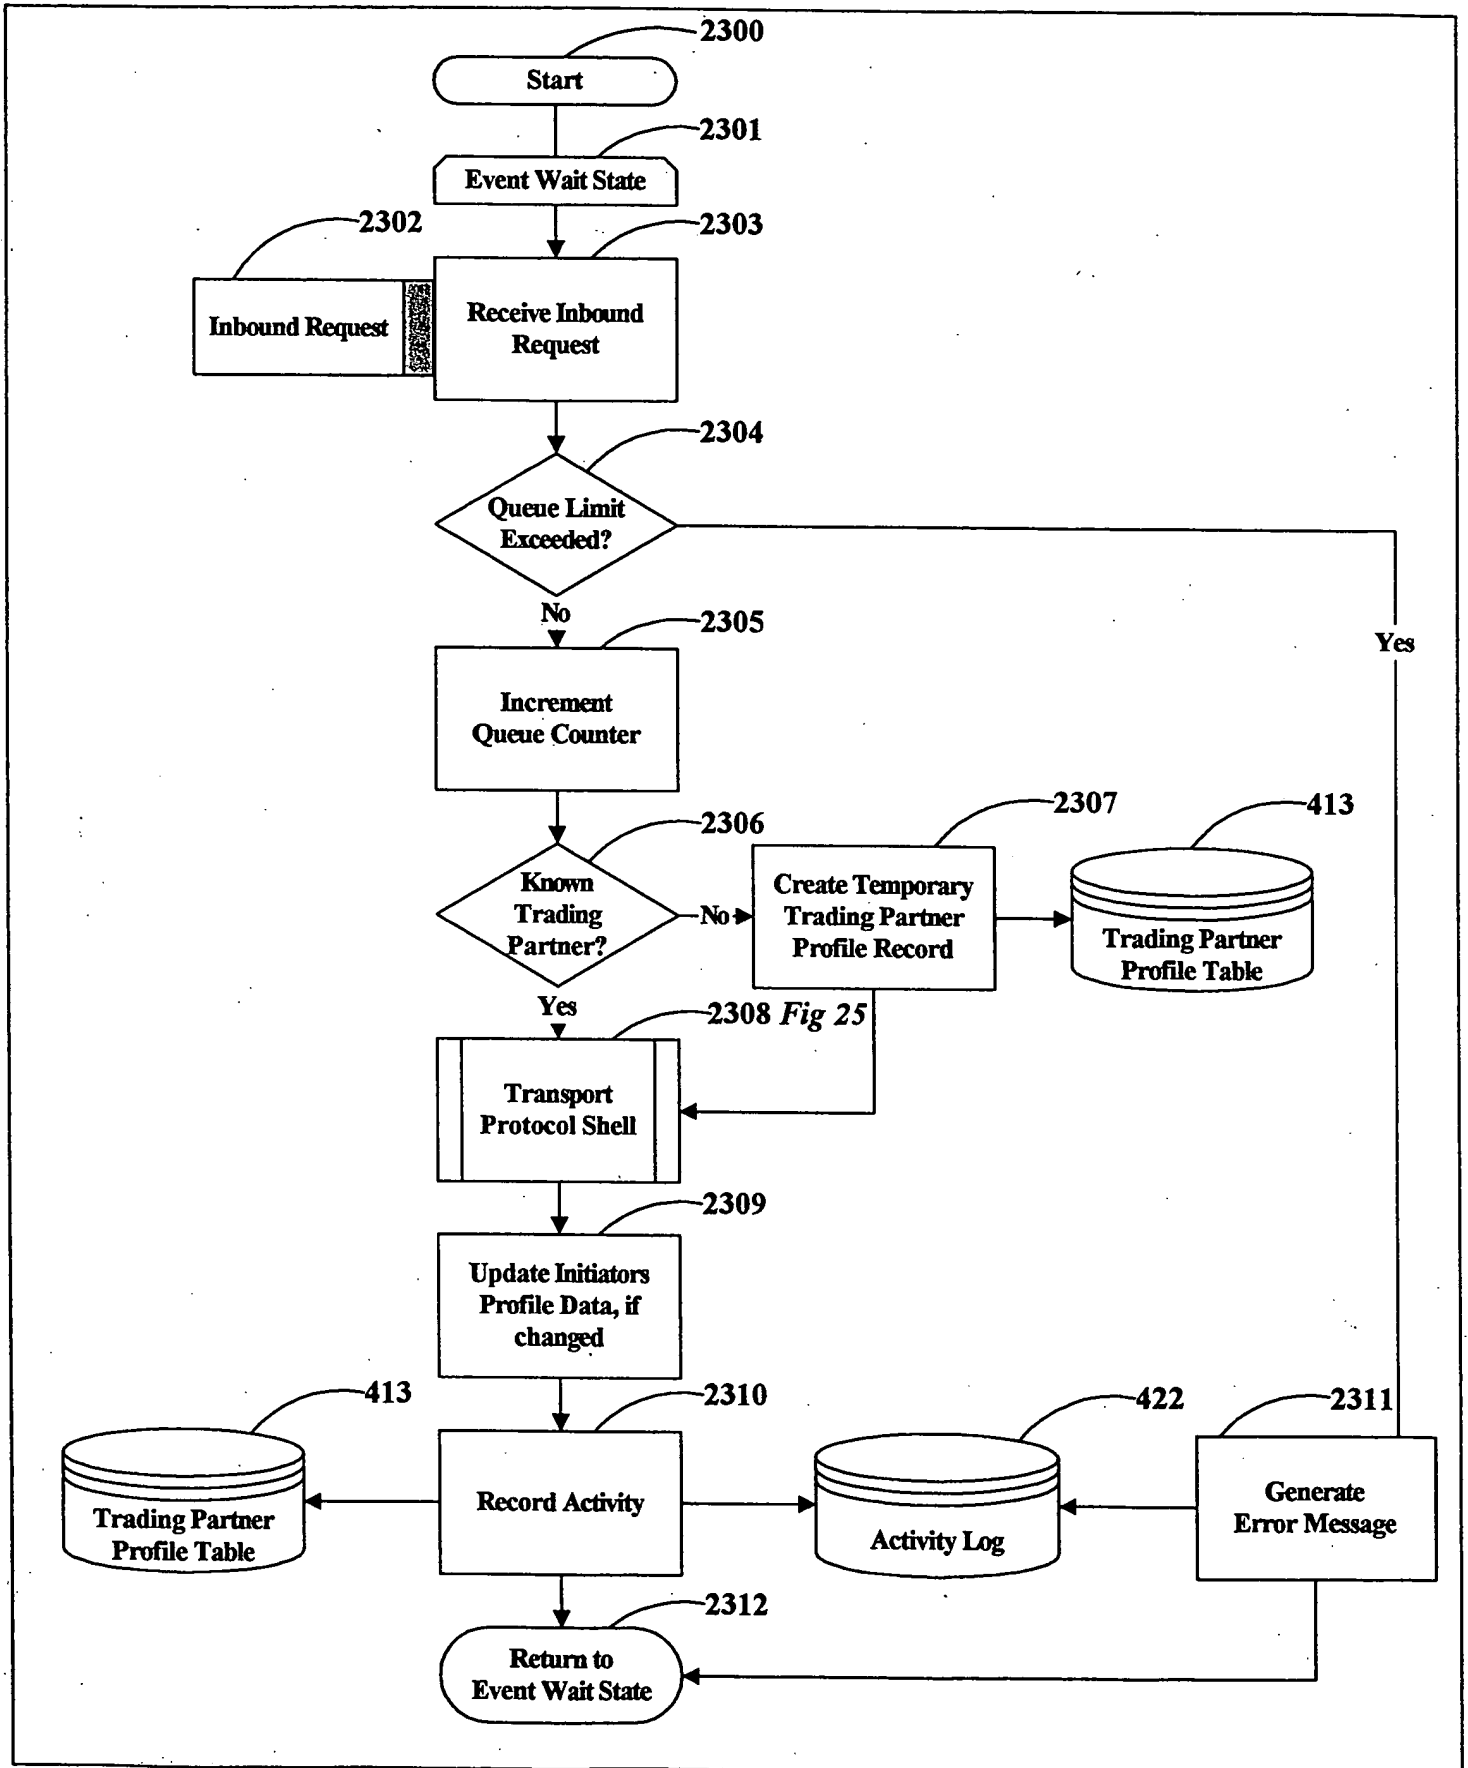 2300
Start
2301
Event Wait State
2302
2303
Inbound Request
Receive Inbound
Request
2304
Queue Limit
Exceeded?
No
2305
Yes
Increment
Queue Counter
2306
2307
413
Known
Trading
Partner?
No
Create Temporary
Trading Partner
Profile Record
Trading Partner
Profile Table
Yes
2308 Fig 25
Transport
Protocol Shell
2309
Update Initiators
Profile Data, if
changed
413
2310
422
2311
Trading Partner
Profile Table
Record Activity
Activity Log
Generate
Error Message
2312
Return to
Event Wait State